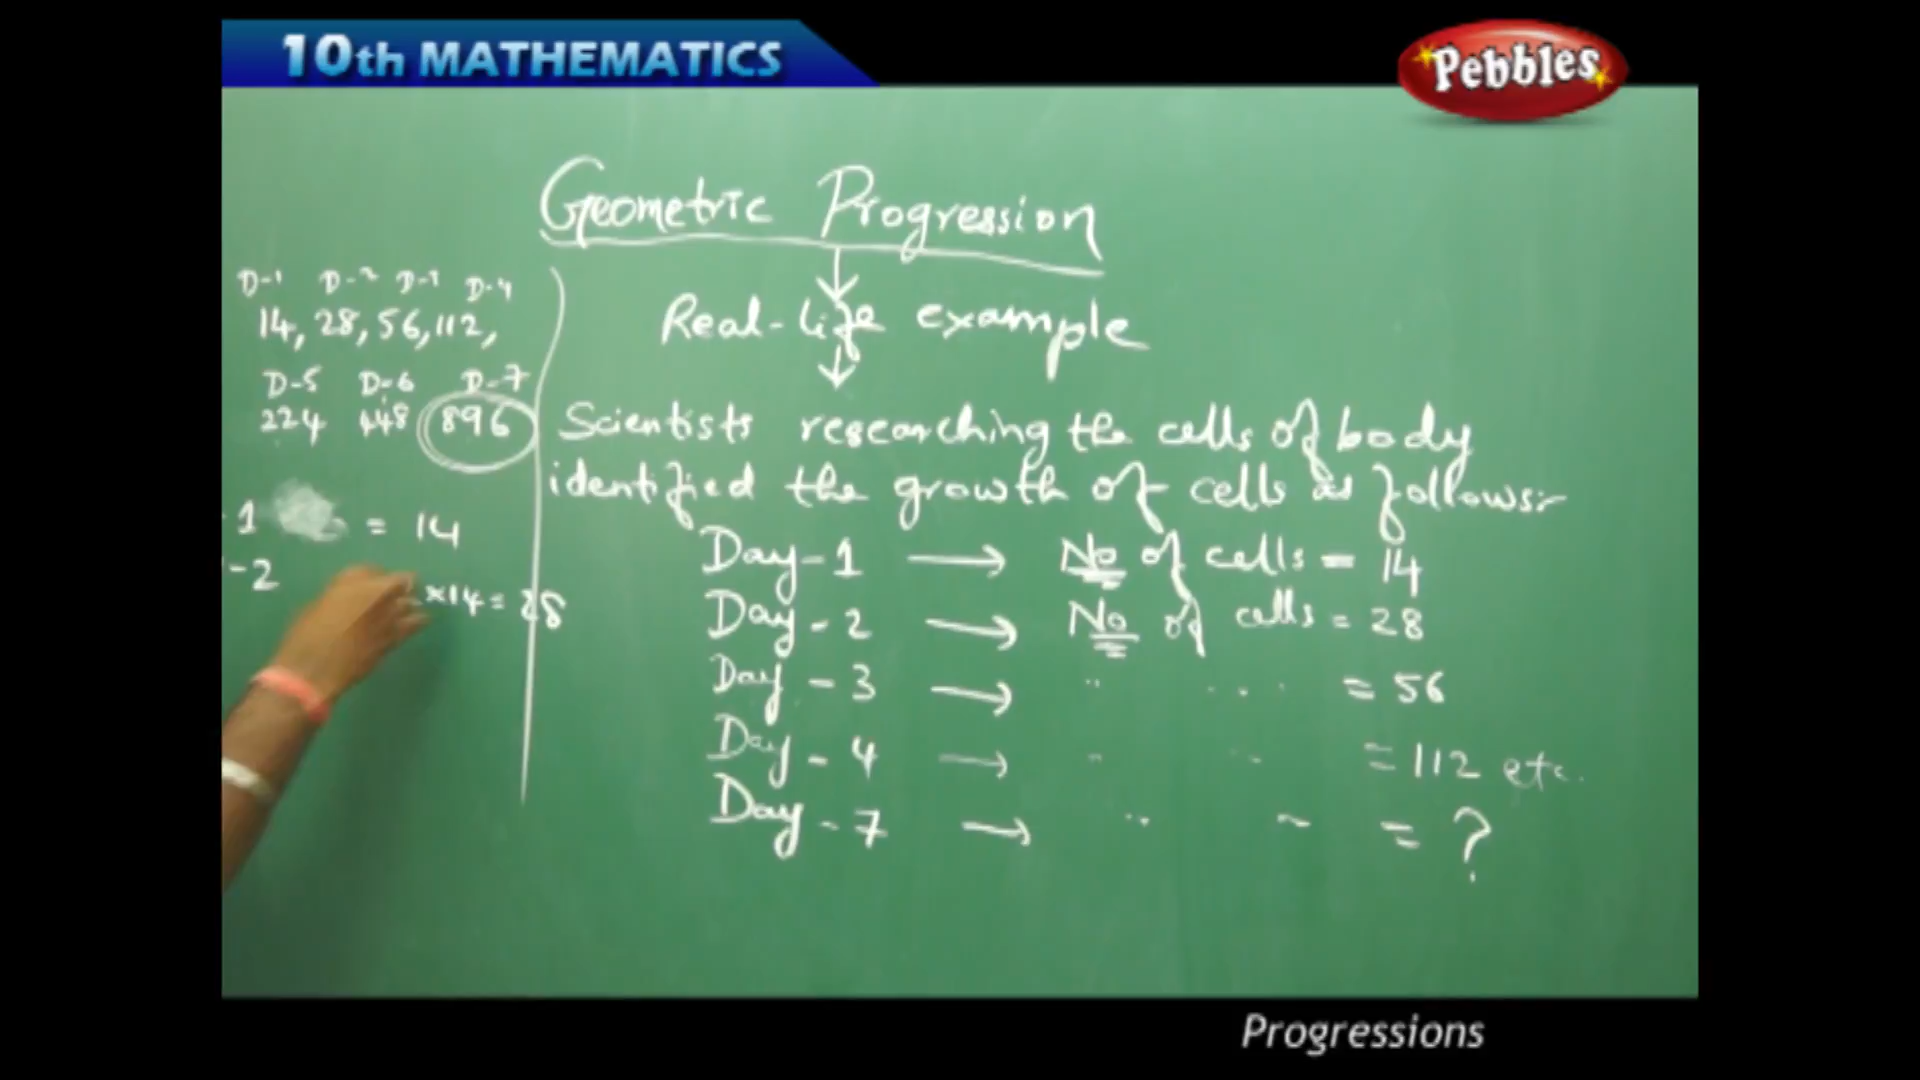 10th MATHEMATICS
Pebbles
Geometric Progression
Real-life example
Scientists researching the cells of body
identified the growth of cells as follows:-
Day-1 → No of cells = 14
Day-2 → No of cells = 28
Day-3 → " " = 56
Day-4 → " " = 112 etc.
Day-7 → " " = ?
D-1 D-2 D-3 D-4
14, 28, 56, 112,
D-5 D-6 D-7
224 448 896
-1 = 14
-2 ×14 = 28
Progressions